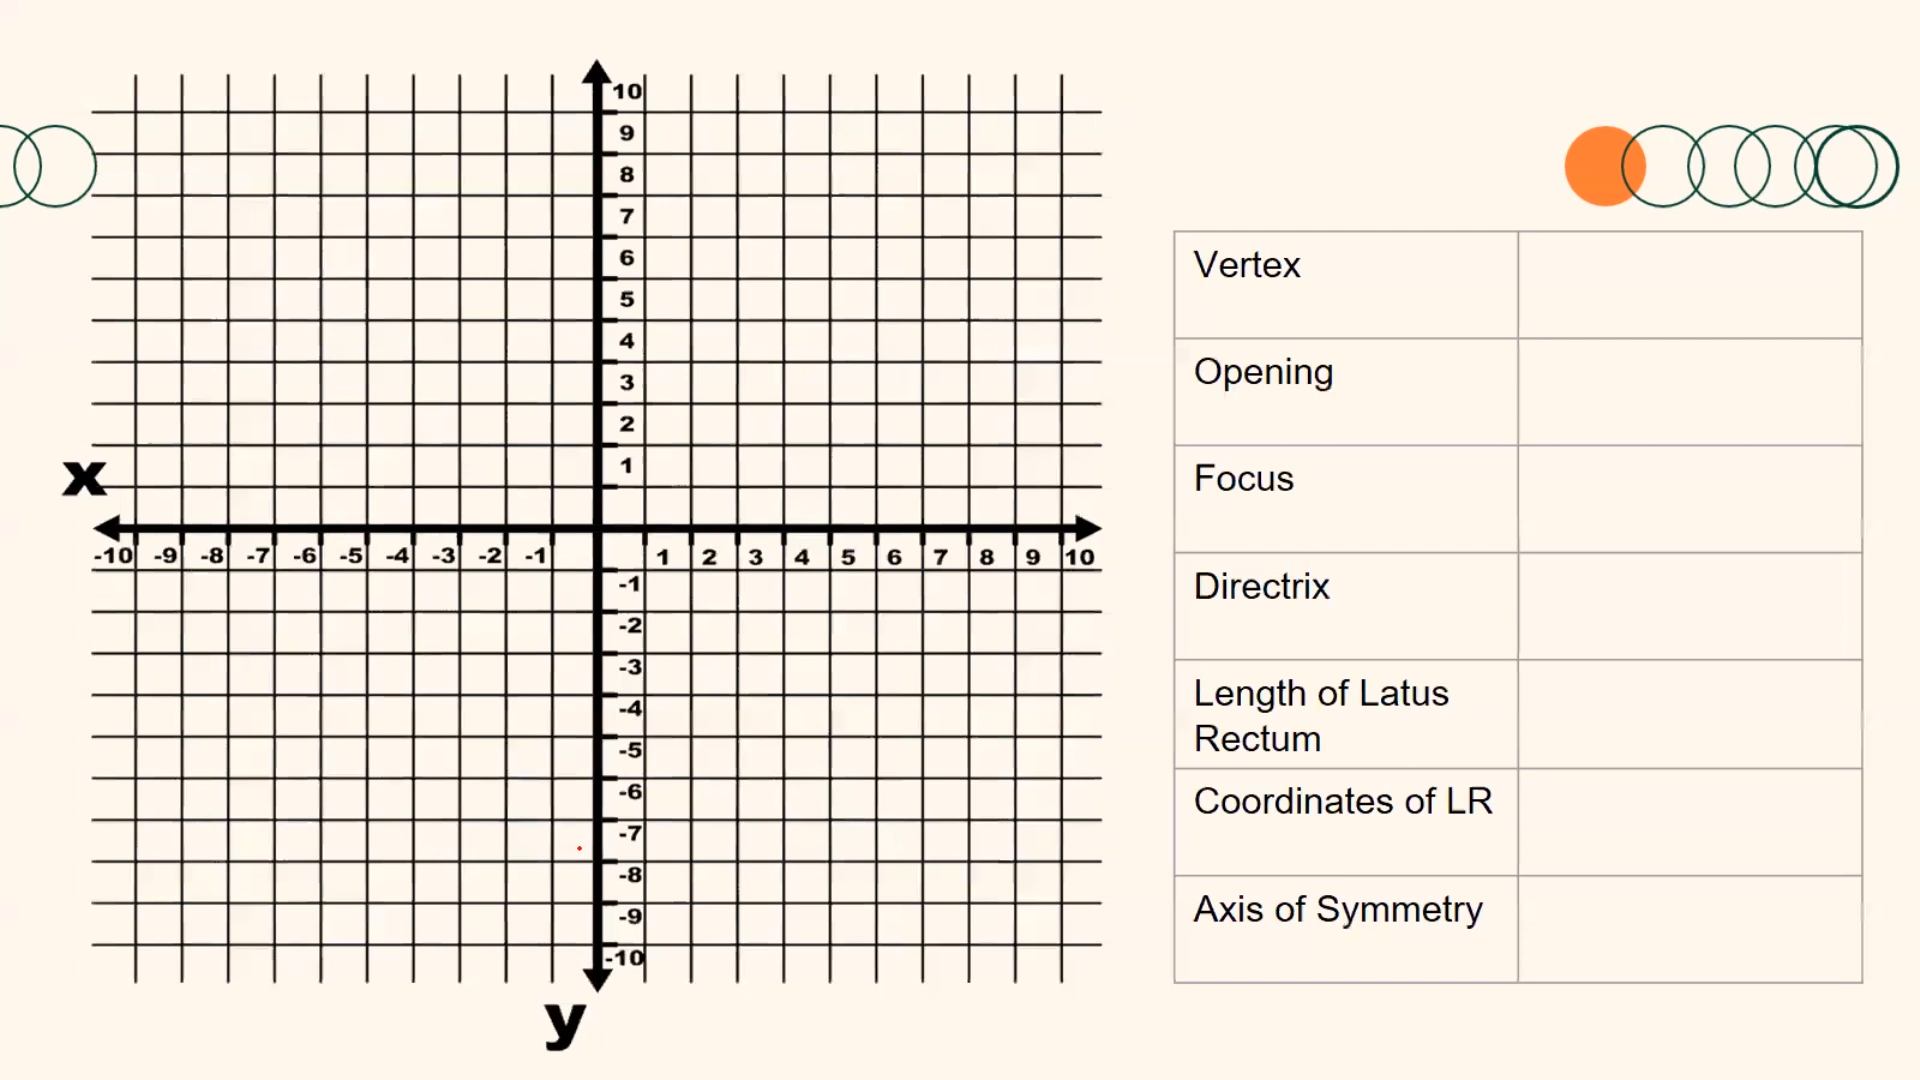 10
9
8
7
6
5
4
3
2
1
x
-10 -9 -8 -7 -6 -5 -4 -3 -2 -1 1 2 3 4 5 6 7 8 9 10
-1
-2
-3
-4
-5
-6
-7
-8
-9
-10
y
Vertex
Opening
Focus
Directrix
Length of Latus
Rectum
Coordinates of LR
Axis of Symmetry